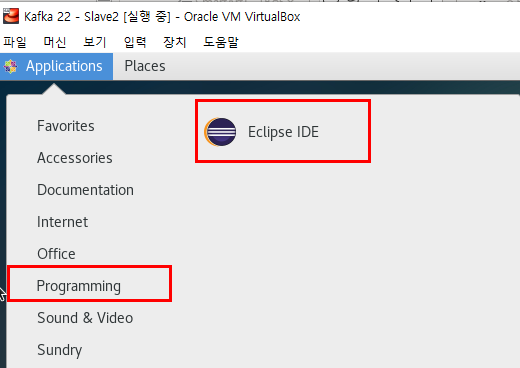 Kafka 22 - Slave2 [실행 중] - Oracle VM VirtualBox
파일 머신 보기 입력 장치 도움말
Applications Places
Favorites
Eclipse IDE
Accessories
Documentation
Internet
Office
Programming
Sound & Video
Sundry